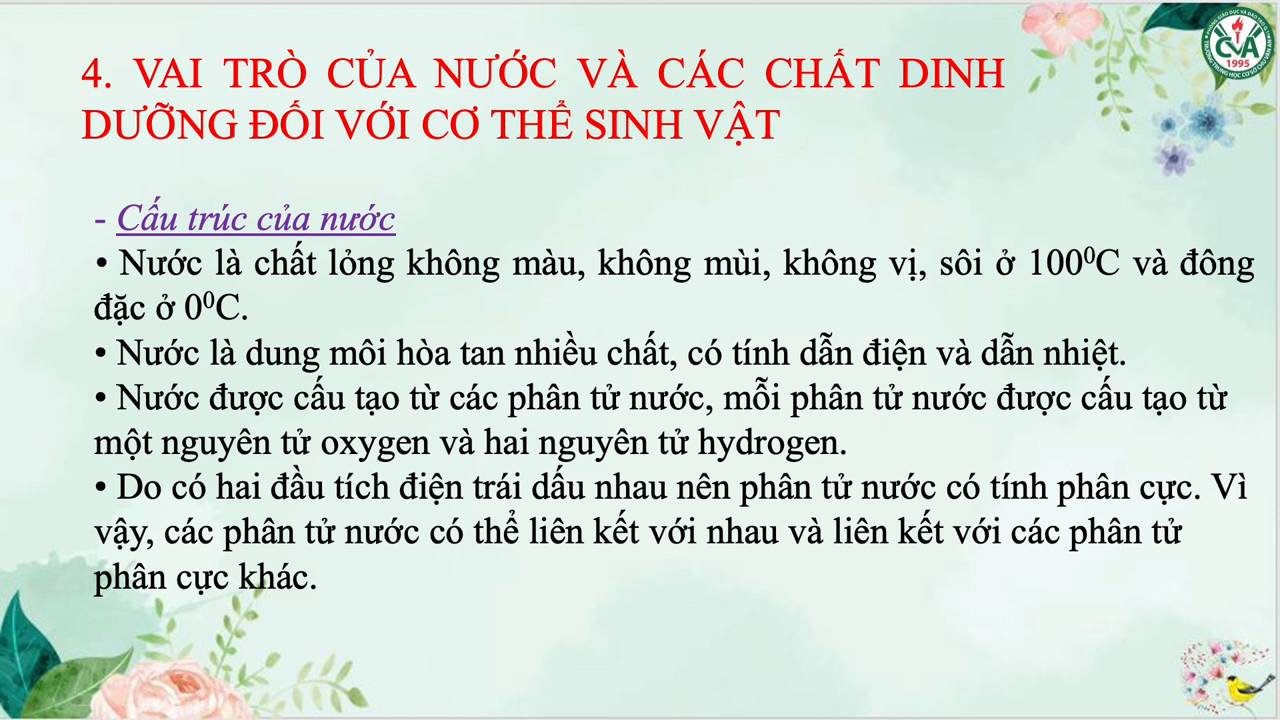 4. VAI TRÒ CỦA NƯỚC VÀ CÁC CHẤT DINH
DƯỠNG ĐỐI VỚI CƠ THỂ SINH VẬT
- Cấu trúc của nước
• Nước là chất lỏng không màu, không mùi, không vị, sôi ở 100⁰C và đông
đặc ở 0⁰C.
• Nước là dung môi hòa tan nhiều chất, có tính dẫn điện và dẫn nhiệt.
• Nước được cấu tạo từ các phân tử nước, mỗi phân tử nước được cấu tạo từ
một nguyên tử oxygen và hai nguyên tử hydrogen.
• Do có hai đầu tích điện trái dấu nhau nên phân tử nước có tính phân cực. Vì
vậy, các phân tử nước có thể liên kết với nhau và liên kết với các phân tử
phân cực khác.
CVA
1995